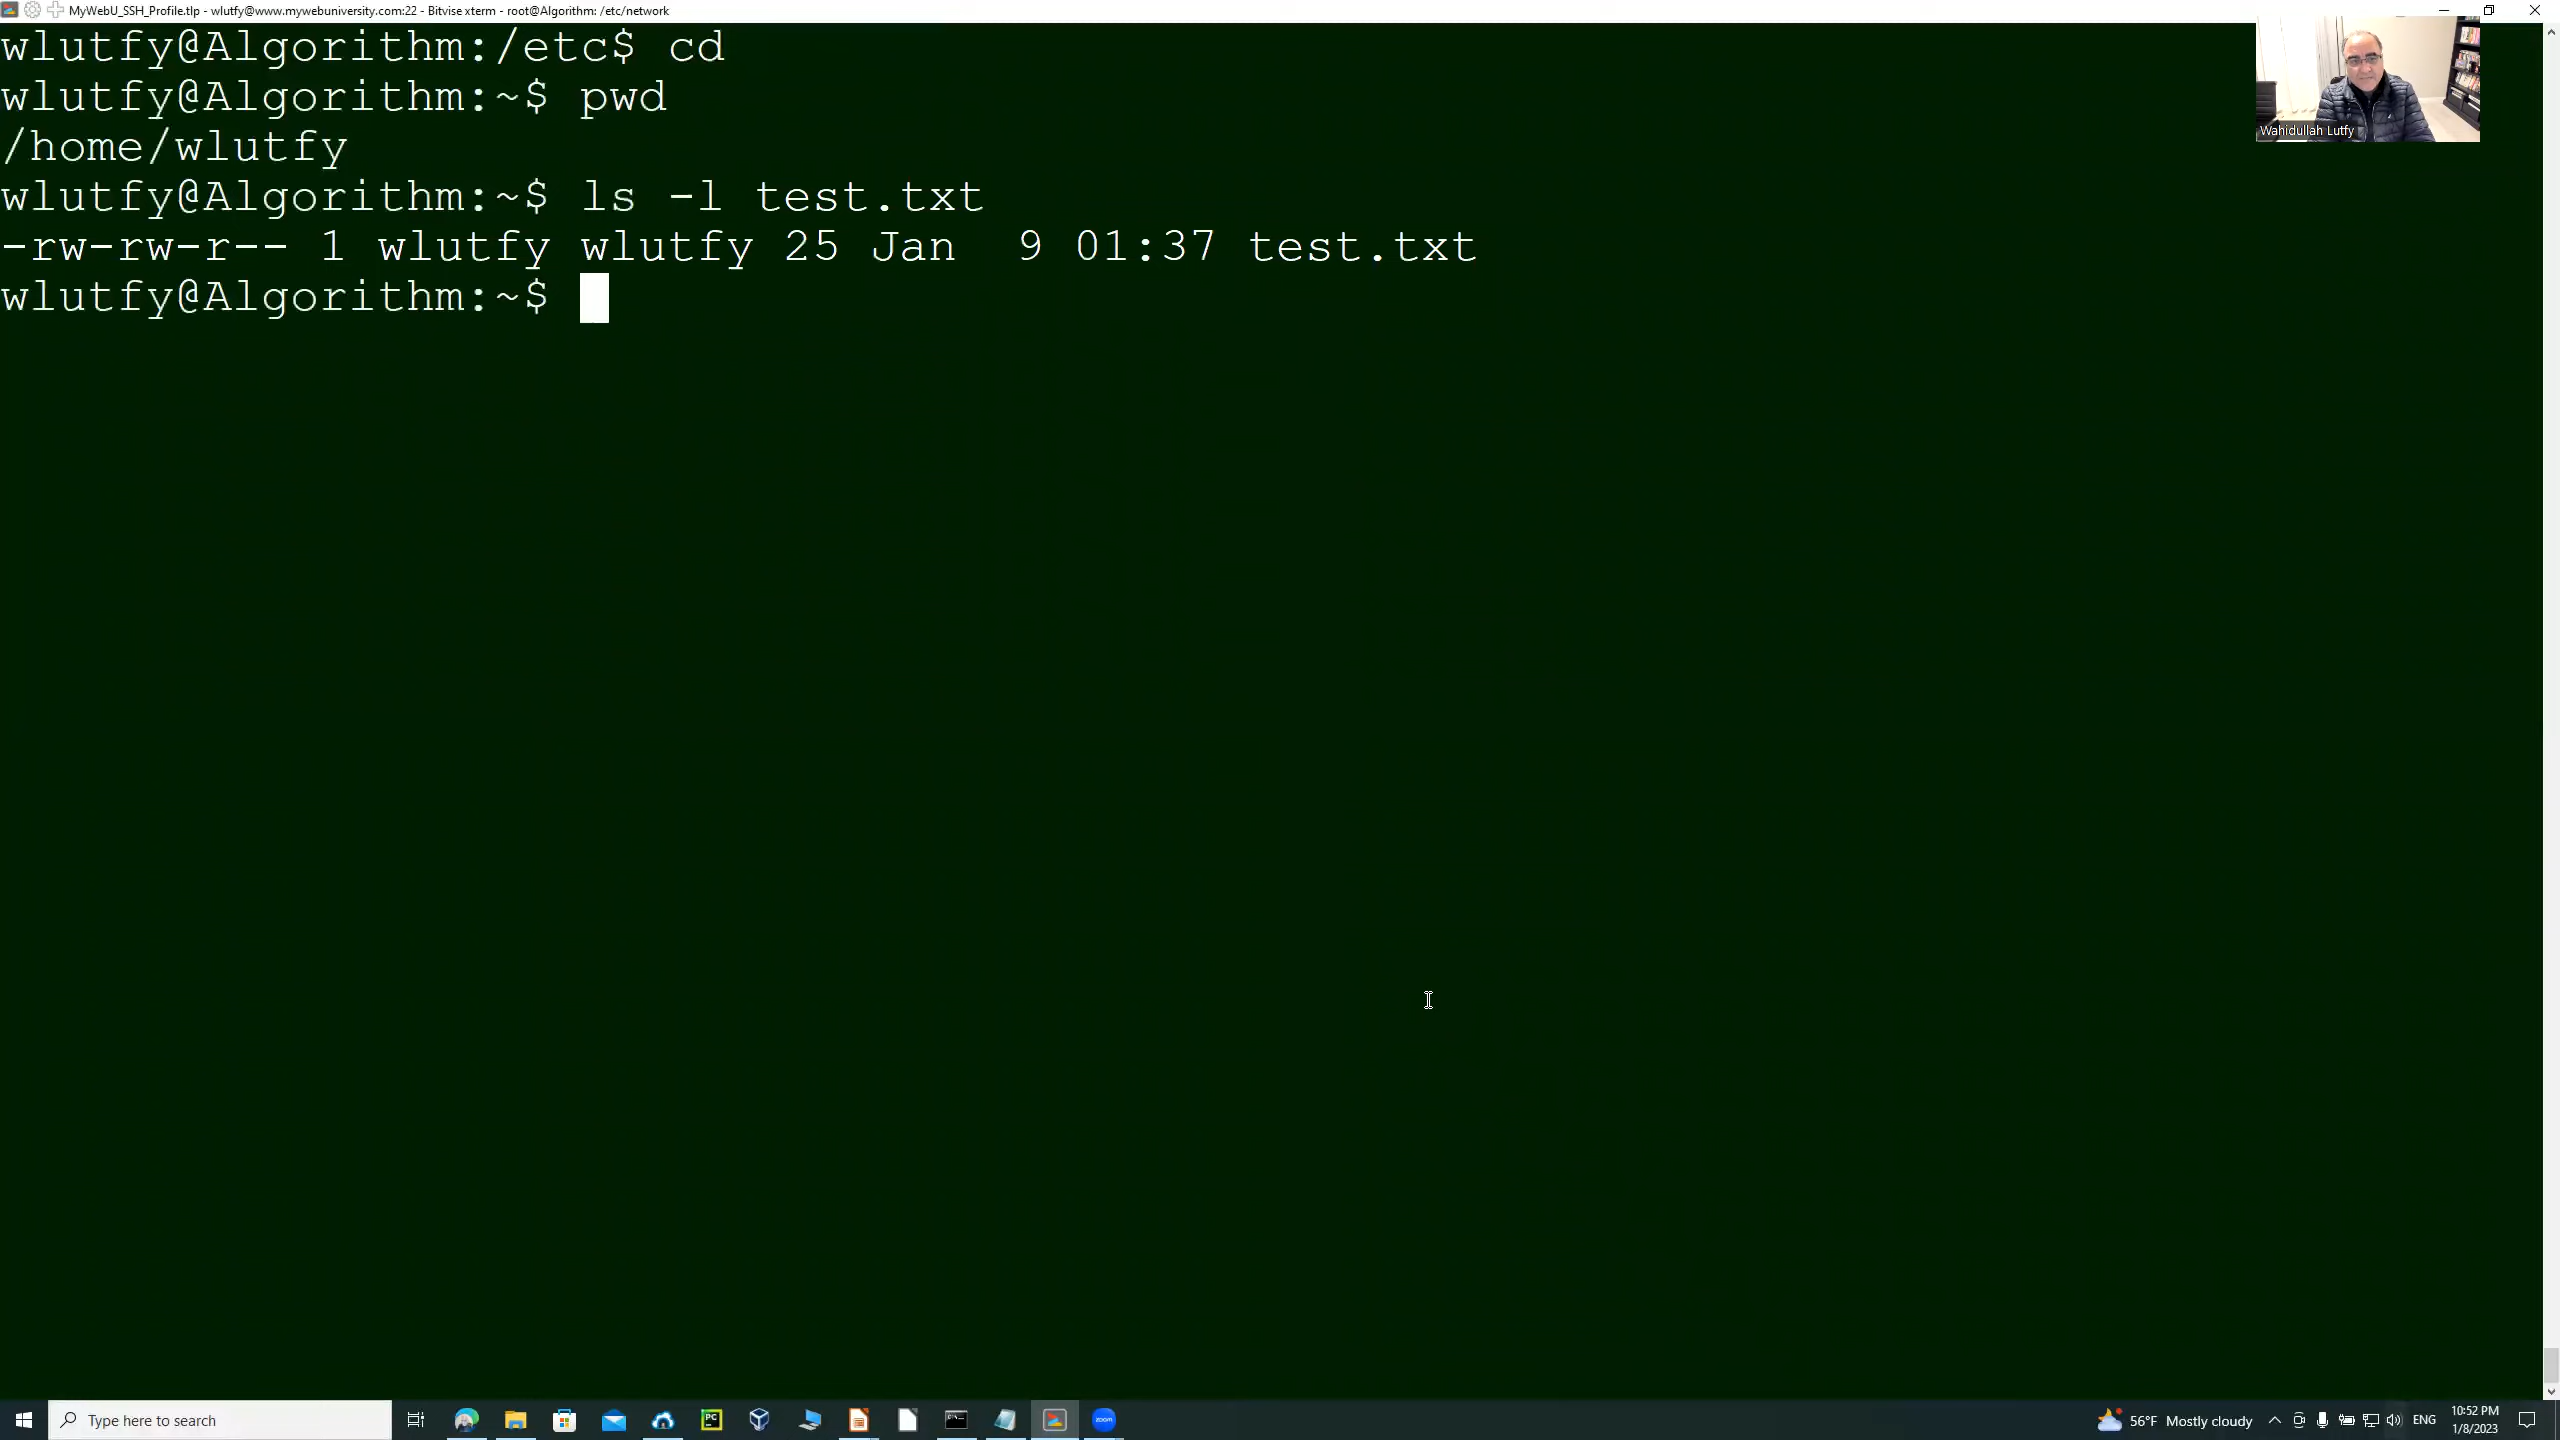 MyWebU_SSH_Profile.tlp - wlutfy@www.mywebuniversity.com:22 - Bitvise xterm - root@Algorithm: /etc/network
wlutfy@Algorithm:/etc$ cd
wlutfy@Algorithm:~$ pwd
/home/wlutfy
wlutfy@Algorithm:~$ ls -l test.txt
-rw-rw-r-- 1 wlutfy wlutfy 25 Jan  9 01:37 test.txt
wlutfy@Algorithm:~$
Wahidullah Lutfy
Type here to search
PC
zoom
56°F Mostly cloudy
ENG
10:52 PM
1/8/2023